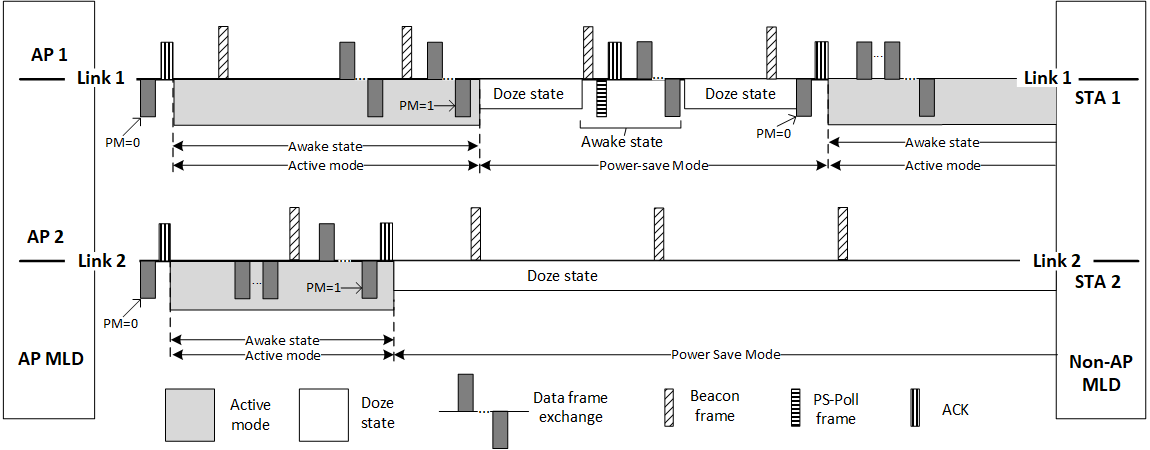 AP 1
Link 1
Link 1
STA 1
Doze state
Doze state
PM=1
PM=0
PM=0
Awake state
Awake state
Awake state
Active mode
Power-save Mode
Active mode
AP 2
Link 2
Link 2
STA 2
Doze state
PM=1
PM=0
Awake state
Active mode
Power Save Mode
AP MLD
Non-AP
MLD
Active
mode
Doze
state
Data frame
exchange
Beacon
frame
PS-Poll
frame
ACK